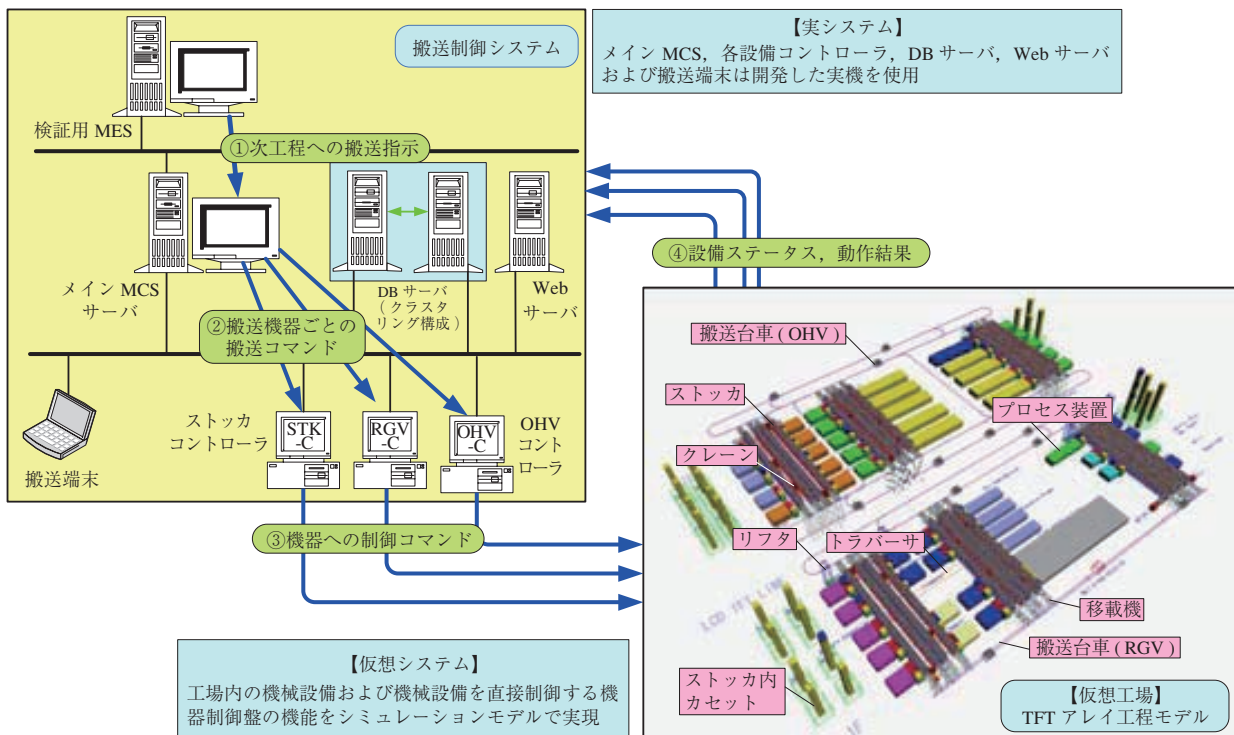 搬送制御システム
【実システム】
メイン MCS，各設備コントローラ，DB サーバ，Web サーバ
および搬送端末は開発した実機を使用
検証用 MES
①次工程への搬送指示
メイン MCS
サーバ
DB サーバ
（クラスタ
リング構成）
Web
サーバ
②搬送機器ごとの
搬送コマンド
④設備ステータス，動作結果
搬送端末
ストッカ
コントローラ
STK
-C
RGV
-C
OHV
-C
OHV
コント
ローラ
③機器への制御コマンド
搬送台車 ( OHV )
ストッカ
プロセス装置
クレーン
リフタ
トラバーサ
LCD TFT LINE
移載機
搬送台車 ( RGV )
ストッカ内
カセット
【仮想システム】
工場内の機械設備および機械設備を直接制御する機
器制御盤の機能をシミュレーションモデルで実現
【仮想工場】
TFT アレイ工程モデル